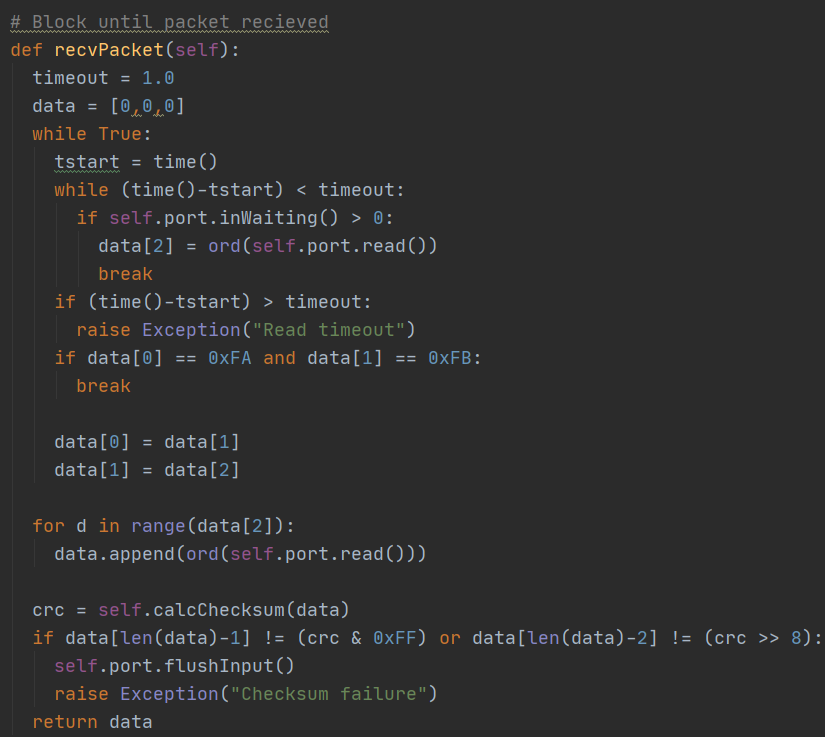 # Block until packet recieved
def recvPacket(self):
  timeout = 1.0
  data = [0,0,0]
  while True:
    tstart = time()
    while (time()-tstart) < timeout:
      if self.port.inWaiting() > 0:
        data[2] = ord(self.port.read())
        break
    if (time()-tstart) > timeout:
      raise Exception("Read timeout")
    if data[0] == 0xFA and data[1] == 0xFB:
      break

    data[0] = data[1]
    data[1] = data[2]

  for d in range(data[2]):
    data.append(ord(self.port.read()))

  crc = self.calcChecksum(data)
  if data[len(data)-1] != (crc & 0xFF) or data[len(data)-2] != (crc >> 8):
    self.port.flushInput()
    raise Exception("Checksum failure")
  return data